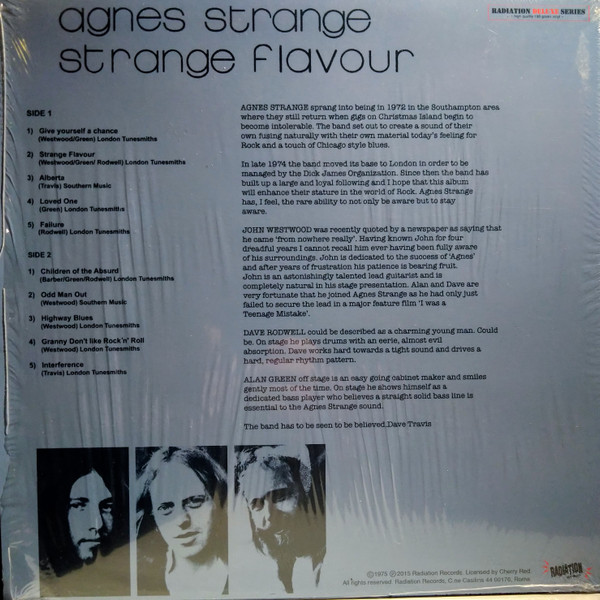 agnes strange
strange flavour
RADIATION DELUXE SERIES
SIDE 1
1) Give yourself a chance
(Westwood/Green) London Tunesmiths
2) Strange Flavour
(Westwood/Green/ Rodwell) London Tunesmiths
3) Alberta
(Travis) Southern Music
4) Loved One
(Green) London Tunesmiths
5) Failure
(Rodwell) London Tunesmiths
SIDE 2
1) Children of the Absurd
(Barber/Green/Rodwell) London Tunesmiths
2) Odd Man Out
(Westwood) Southern Music
3) Highway Blues
(Westwood) London Tunesmiths
4) Granny Don't like Rock'n'Roll
(Westwood) London Tunesmiths
5) Interference
(Travis) London Tunesmiths
AGNES STRANGE sprang into being in 1972 in the Southampton area
where they still return when gigs on Christmas Island begin to
become intolerable. The band set out to create a sound of their
own fusing naturally with their own material today's feeling for
Rock and a touch of Chicago style blues.
In late 1974 the band moved its base to London in order to be
managed by the Dick James Organization. Since then the band has
built up a large and loyal following and I hope that this album
will enhance their stature in the world of Rock. Agnes Strange
has, I feel, the rare ability to not only be aware but to stay
aware.
JOHN WESTWOOD was recently quoted by a newspaper as saying that
he came 'from nowhere really'. Having known John for four
dreadful years I cannot recall him ever having been fully aware
of his surroundings. John is dedicated to the success of 'Agnes'
and after years of frustration his patience is bearing fruit.
John is an astonishingly talented lead guitarist and is
completely natural in his stage presentation. Alan and Dave are
very fortunate that he joined Agnes Strange as he had only just
failed to secure the lead in a major feature film 'I was a
Teenage Mistake'.
DAVE RODWELL could be described as a charming young man. Could
be. On stage he plays drums with an eerie, almost evil
absorption. Dave works hard towards a tight sound and drives a
hard, regular rhythm pattern.
ALAN GREEN off stage is an easy going cabinet maker and smiles
gently most of the time. On stage he shows himself as a
dedicated bass player who believes a straight solid bass line is
essential to the Agnes Strange sound.
The band has to be seen to be believed.Dave Travis
©1975 ℗2015 Radiation Records. Licensed by Cherry Red
All rights reserved Radiation Records, C.ne Casilina 44 00176, Rome
RADIATION